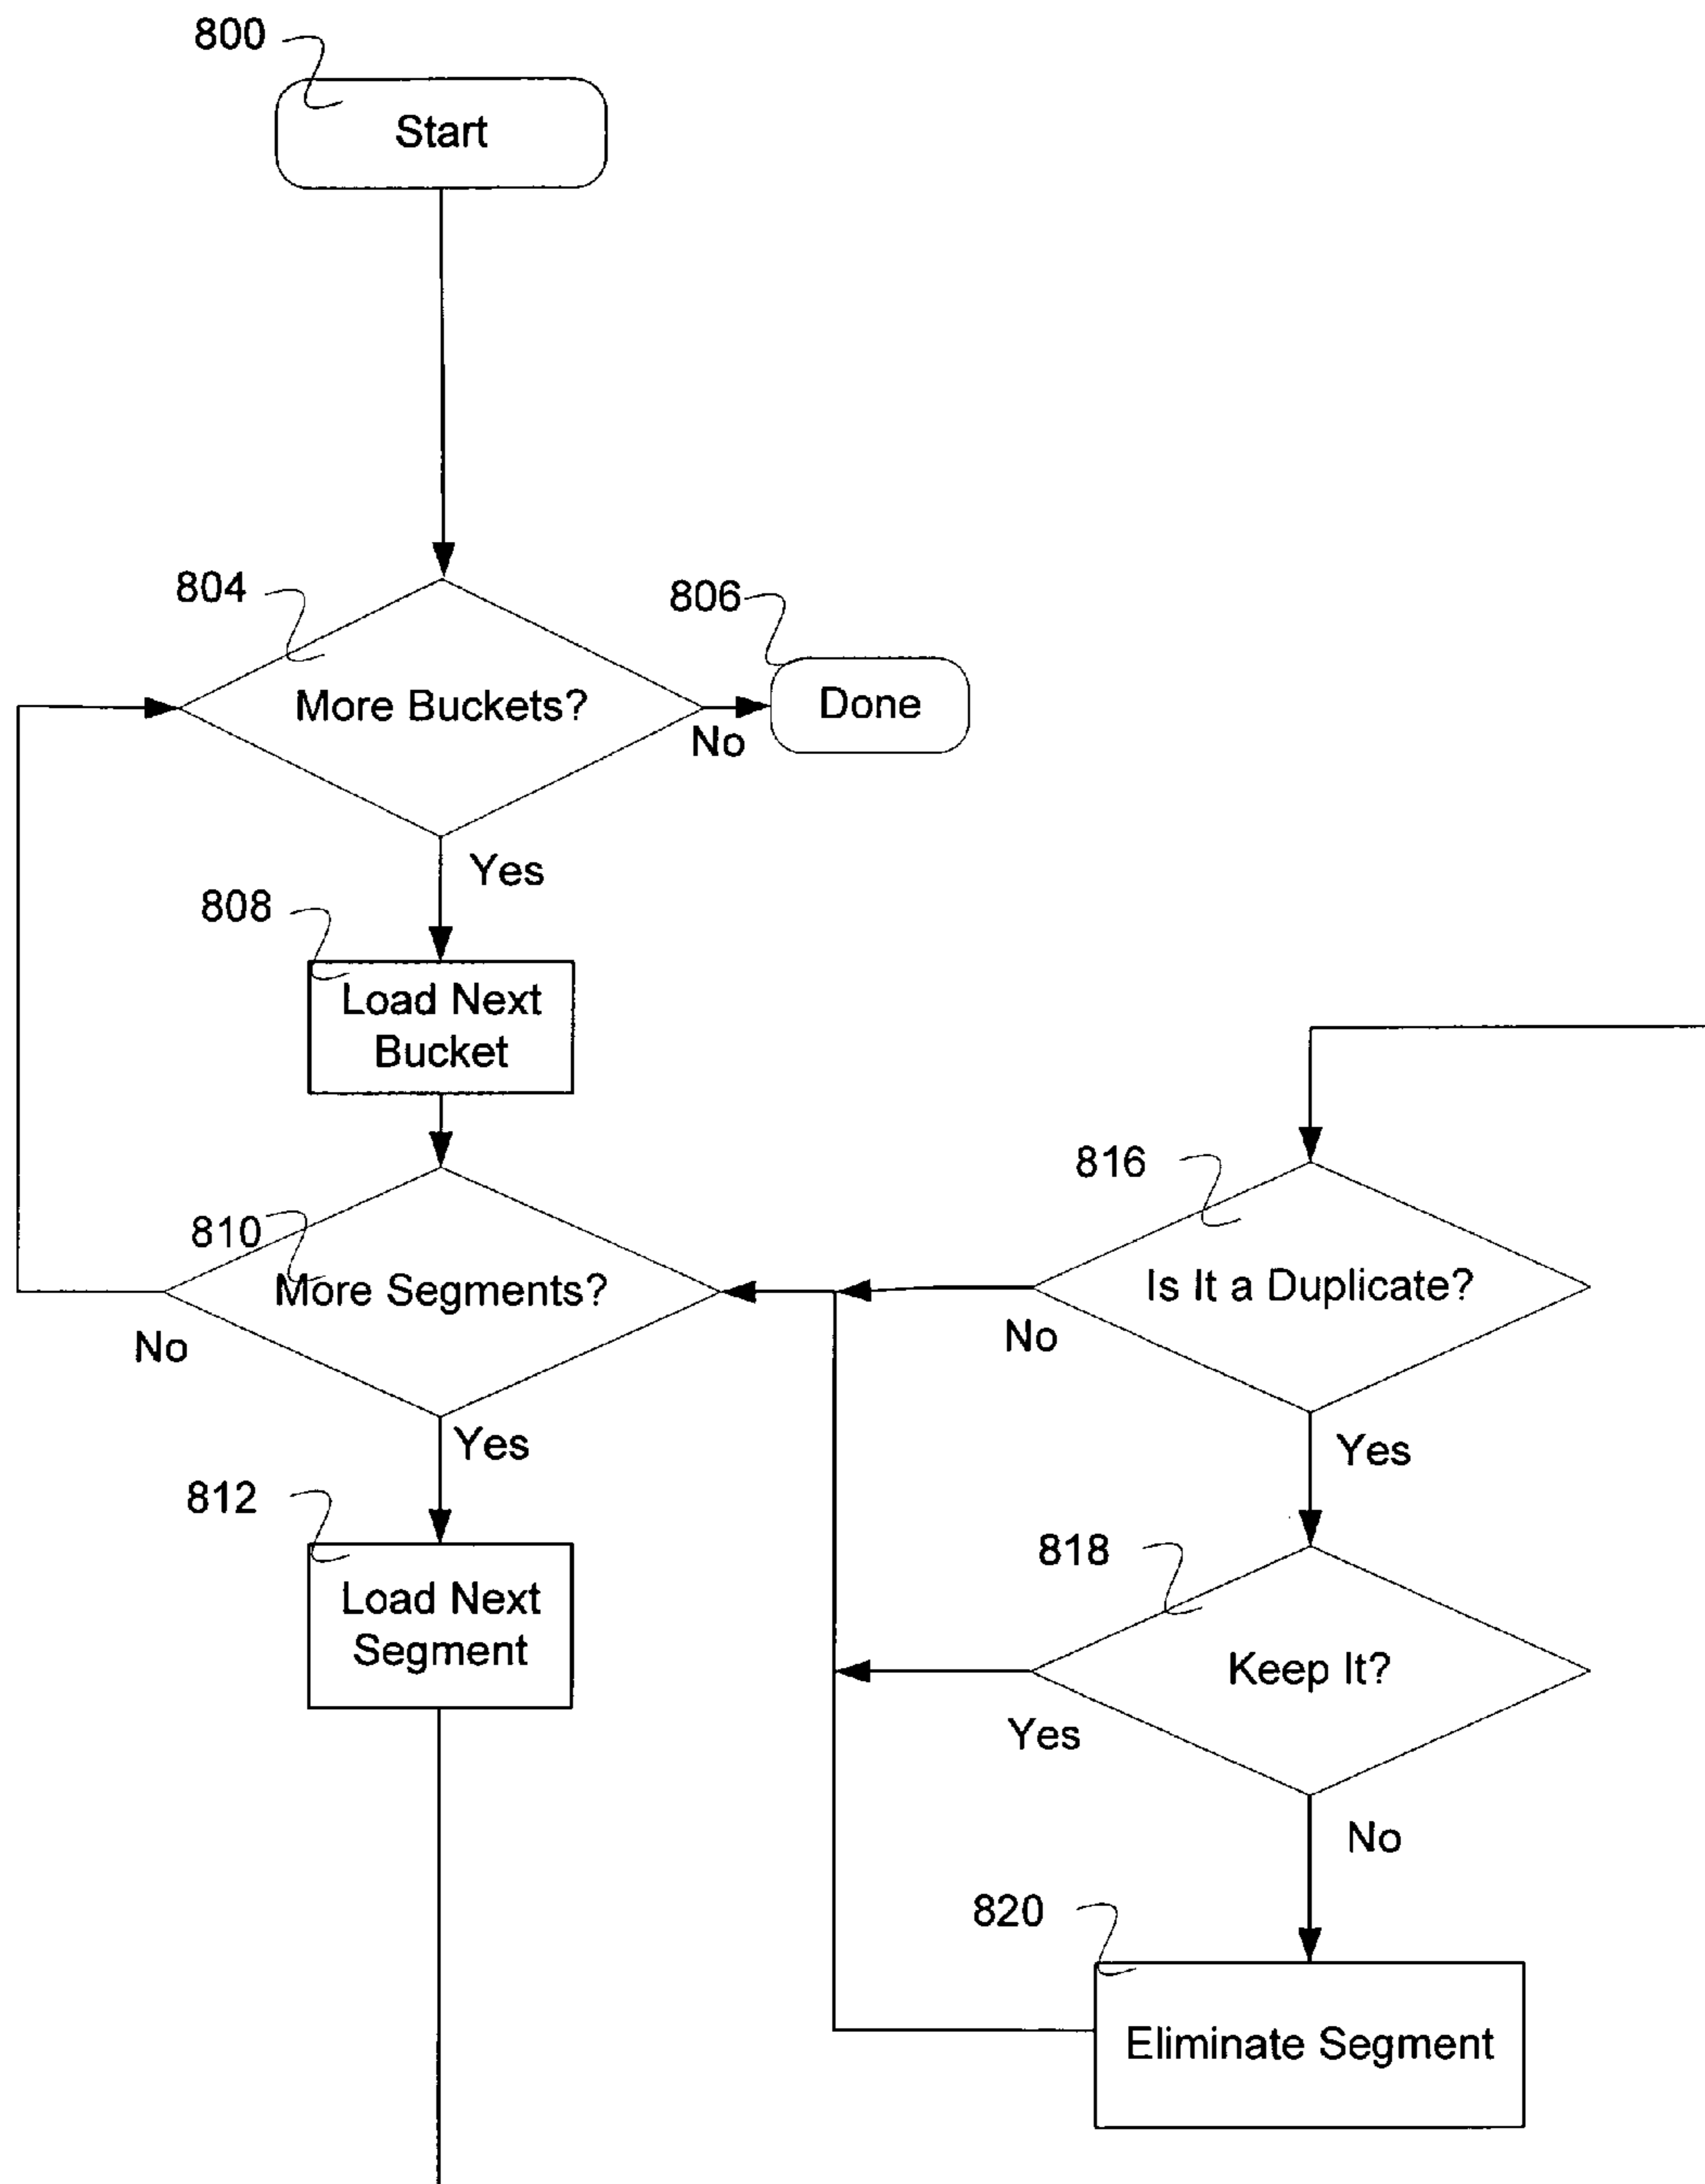 800
Start
804
More Buckets?
806
Done
No
Yes
808
Load Next
Bucket
810
More Segments?
No
Yes
812
Load Next
Segment
816
Is It a Duplicate?
No
Yes
818
Keep It?
Yes
No
820
Eliminate Segment